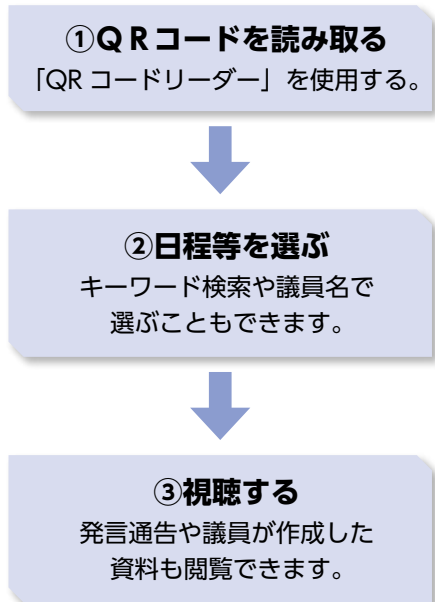 ①ＱＲコードを読み取る
「QR コードリーダー」を使用する。
②日程等を選ぶ
キーワード検索や議員名で
選ぶこともできます。
③視聴する
発言通告や議員が作成した
資料も閲覧できます。